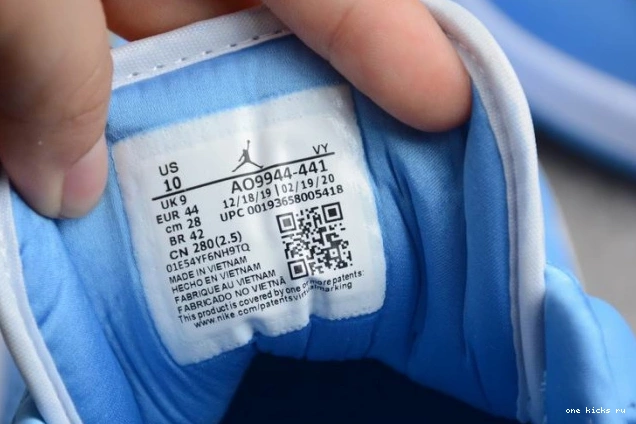 US
10
VY
UK 9
AO9944-441
EUR 44
12/18/19 | 02/19/20
cm 28
UPC 00193658005418
BR 42
CN 280(2.5)
01E54YF6NH9TQ
MADE IN VIETNAM
HECHO EN VIETNAM
FABRIQUE AU VIETNAM
FABRICADO NO VIETNÃ
This product is covered by one or more patents:
www.nike.com/patentsvirtualmarking
one kicks ru